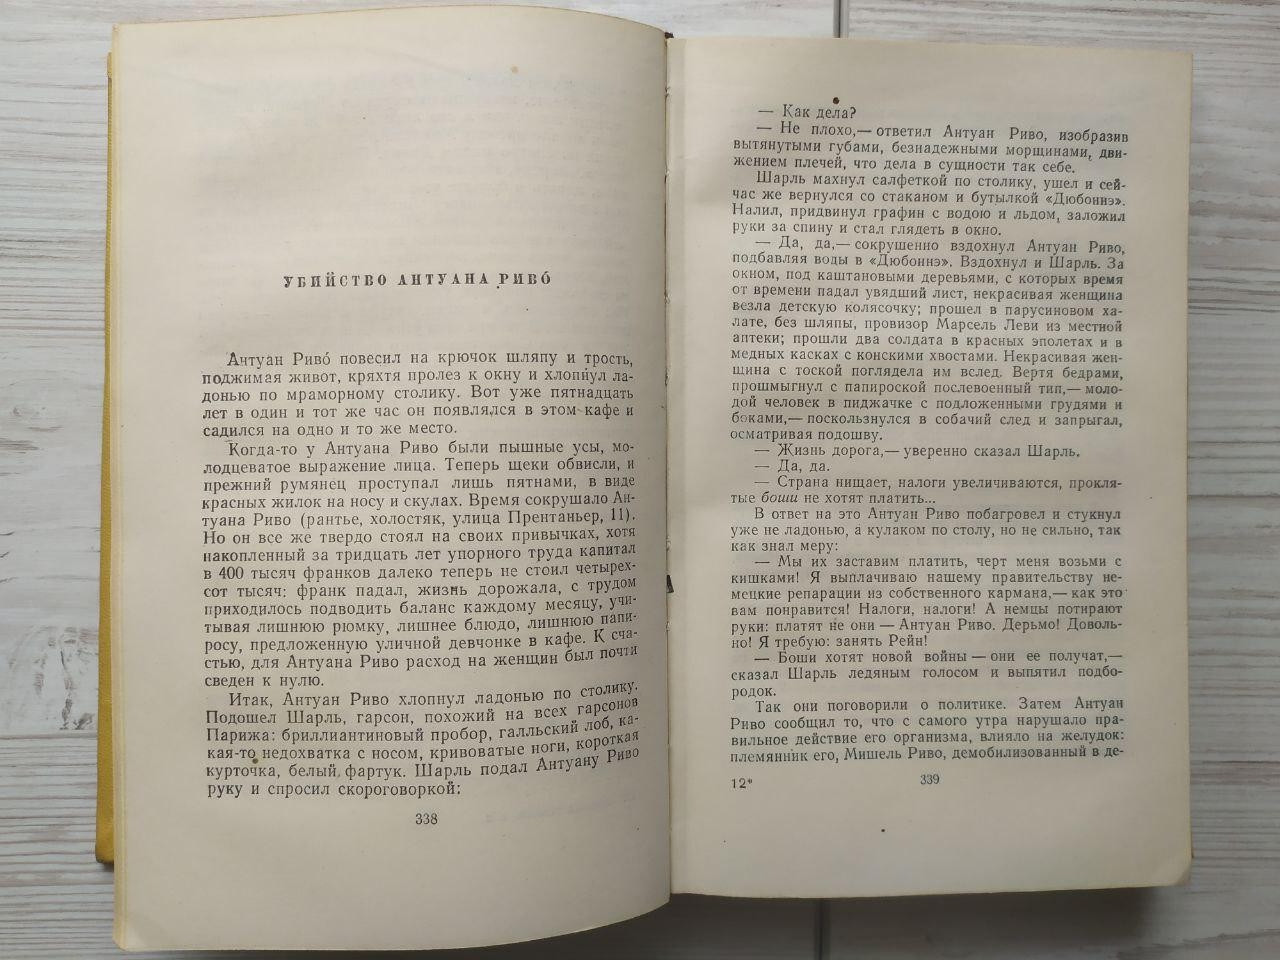 УБИЙСТВО АНТУАНА РИВО́
Антуан Риво́ повесил на крючок шляпу и трость,
поджимая живот, кряхтя пролез к окну и хлопнул ла-
донью по мраморному столику. Вот уже пятнадцать
лет в один и тот же час он появлялся в этом кафе и
садился на одно и то же место.
Когда-то у Антуана Риво были пышные усы, мо-
лодцеватое выражение лица. Теперь щеки обвисли, и
прежний румянец проступал лишь пятнами, в виде
красных жилок на носу и скулах. Время сокрушало Ан-
туана Риво (рантье, холостяк, улица Прентаньер, 11).
Но он все же твердо стоял на своих привычках, хотя
накопленный за тридцать лет упорного труда капитал
в 400 тысяч франков далеко теперь не стоил четырех-
сот тысяч: франк падал, жизнь дорожала, с трудом
приходилось подводить баланс каждому месяцу, учи-
тывая лишнюю рюмку, лишнее блюдо, лишнюю папи-
росу, предложенную уличной девчонке в кафе. К сча-
стью, для Антуана Риво расход на женщин был почти
сведен к нулю.
Итак, Антуан Риво хлопнул ладонью по столику.
Подошел Шарль, гарсон, похожий на всех гарсонов
Парижа: бриллиантиновый пробор, галльский лоб, ка-
кая-то недохватка с носом, кривоватые ноги, короткая
курточка, белый фартук. Шарль подал Антуану Риво
руку и спросил скороговоркой:
338
— Как дела?
— Не плохо,— ответил Антуан Риво, изобразив
вытянутыми губами, безнадежными морщинами, дви-
жением плечей, что дела в сущности так себе.
Шарль махнул салфеткой по столику, ушел и сей-
час же вернулся со стаканом и бутылкой «Дюбоннэ».
Налил, придвинул графин с водою и льдом, заложил
руки за спину и стал глядеть в окно.
— Да, да,— сокрушенно вздохнул Антуан Риво,
подбавляя воды в «Дюбоннэ». Вздохнул и Шарль. За
окном, под каштановыми деревьями, с которых время
от времени падал увядший лист, некрасивая женщина
везла детскую колясочку; прошел в парусиновом ха-
лате, без шляпы, провизор Марсель Леви из местной
аптеки; прошли два солдата в красных эполетах и в
медных касках с конскими хвостами. Некрасивая жен-
щина с тоской поглядела им вслед. Вертя бедрами,
прошмыгнул с папироской послевоенный тип,— моло-
дой человек в пиджачке с подложенными грудями и
боками,— поскользнулся в собачий след и запрыгал,
осматривая подошву.
— Жизнь дорога,— уверенно сказал Шарль.
— Да, да.
— Страна нищает, налоги увеличиваются, прокля-
тые боши не хотят платить...
В ответ на это Антуан Риво побагровел и стукнул
уже не ладонью, а кулаком по столу, но не сильно, так
как знал меру:
— Мы их заставим платить, черт меня возьми с
кишками! Я выплачиваю нашему правительству не-
мецкие репарации из собственного кармана,— как это
вам понравится! Налоги, налоги! А немцы потирают
руки: платят не они — Антуан Риво. Дерьмо! Доволь-
но! Я требую: занять Рейн!
— Боши хотят новой войны — они ее получат,—
сказал Шарль ледяным голосом и выпятил подбо-
родок.
Так они поговорили о политике. Затем Антуан
Риво сообщил то, что с самого утра нарушало пра-
вильное действие его организма, влияло на желудок:
племянник его, Мишель Риво, демобилизованный в де-
12*
339